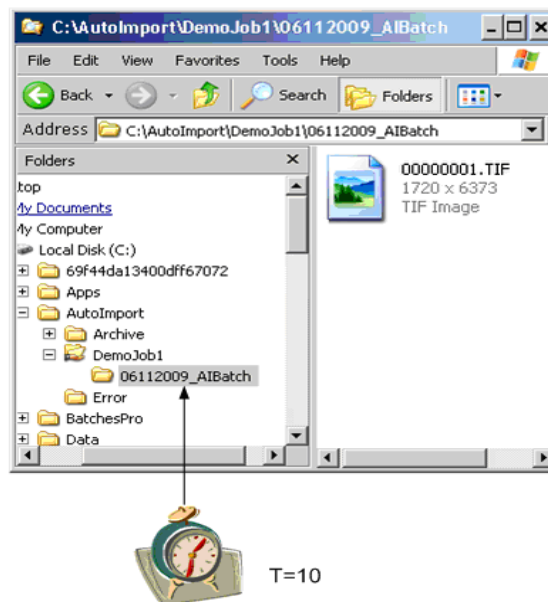 C:\AutoImport\DemoJob1\06112009_AIBatch
File Edit View Favorites Tools Help
Back Search Folders
Address C:\AutoImport\DemoJob1\06112009_AIBatch
Folders
top
My Documents
My Computer
Local Disk (C:)
69f44da13400dff67072
Apps
AutoImport
Archive
DemoJob1
06112009_AIBatch
Error
BatchesPro
Data
00000001.TIF
1720 x 6373
TIF Image
T=10